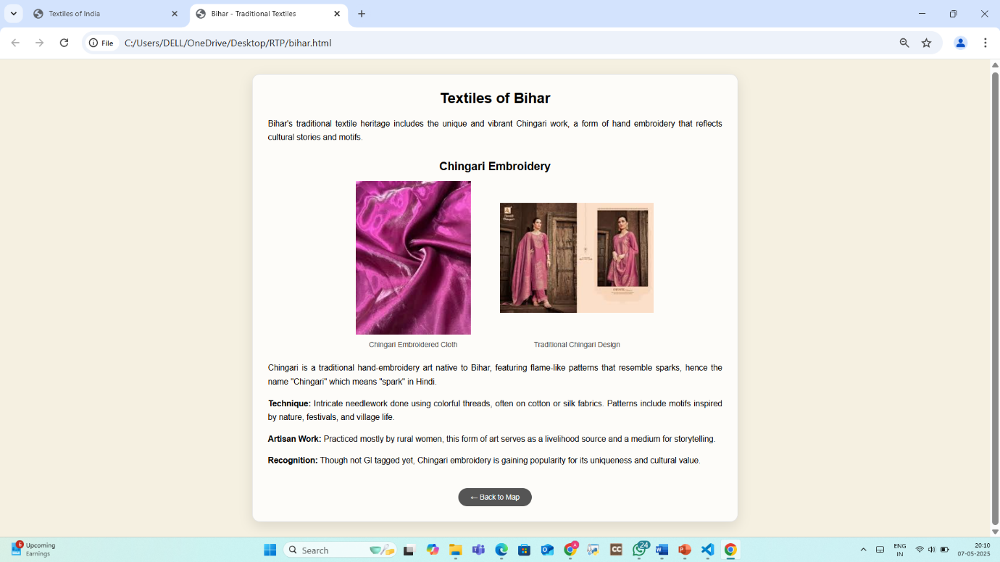 Textiles of India
Bihar - Traditional Textiles
File
C:/Users/DELL/OneDrive/Desktop/RTP/bihar.html
Textiles of Bihar
Bihar's traditional textile heritage includes the unique and vibrant Chingari work, a form of hand embroidery that reflects
cultural stories and motifs.
Chingari Embroidery
Chingari Embroidered Cloth
Traditional Chingari Design
Chingari is a traditional hand-embroidery art native to Bihar, featuring flame-like patterns that resemble sparks, hence the
name "Chingari" which means "spark" in Hindi.
Technique: Intricate needlework done using colorful threads, often on cotton or silk fabrics. Patterns include motifs inspired
by nature, festivals, and village life.
Artisan Work: Practiced mostly by rural women, this form of art serves as a livelihood source and a medium for storytelling.
Recognition: Though not GI tagged yet, Chingari embroidery is gaining popularity for its uniqueness and cultural value.
← Back to Map
6
Upcoming
Earnings
Search
A
CC
24
W
P
ENG
IN
20:10
07-05-2025